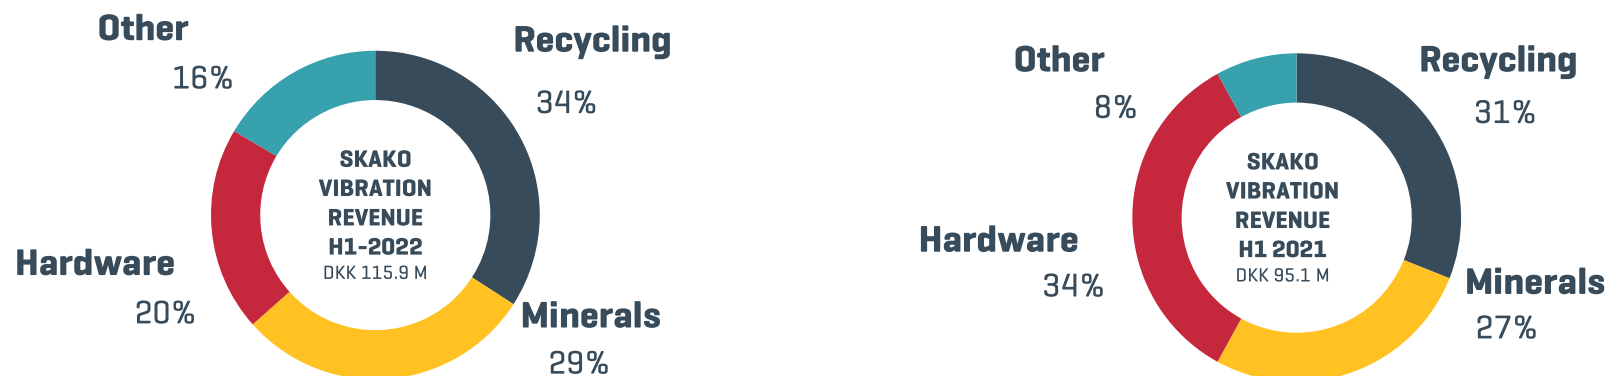 Other
16%
Recycling
34%
SKAKO
VIBRATION
REVENUE
H1-2022
DKK 115.9 M
Hardware
20%
Minerals
29%
Other
8%
Recycling
31%
SKAKO
VIBRATION
REVENUE
H1 2021
DKK 95.1 M
Hardware
34%
Minerals
27%